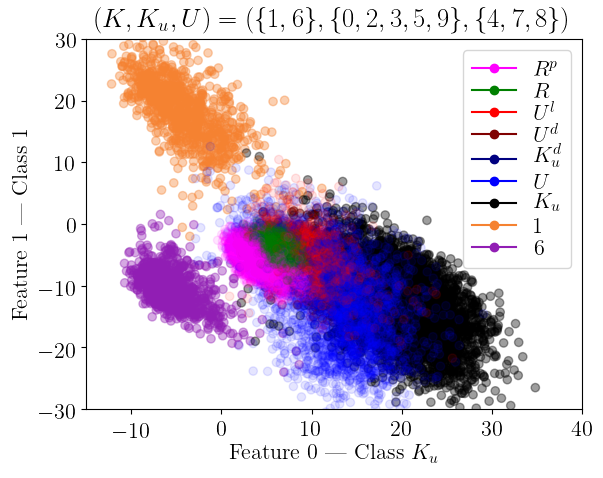 (K, K_u, U) = ({1, 6}, {0, 2, 3, 5, 9}, {4, 7, 8})
30
20
10
0
−10
−20
−30
Feature 1 — Class 1
R^p
R
U^l
U^d
K_u^d
U
K_u
1
6
−10
0
10
20
30
40
Feature 0 — Class K_u